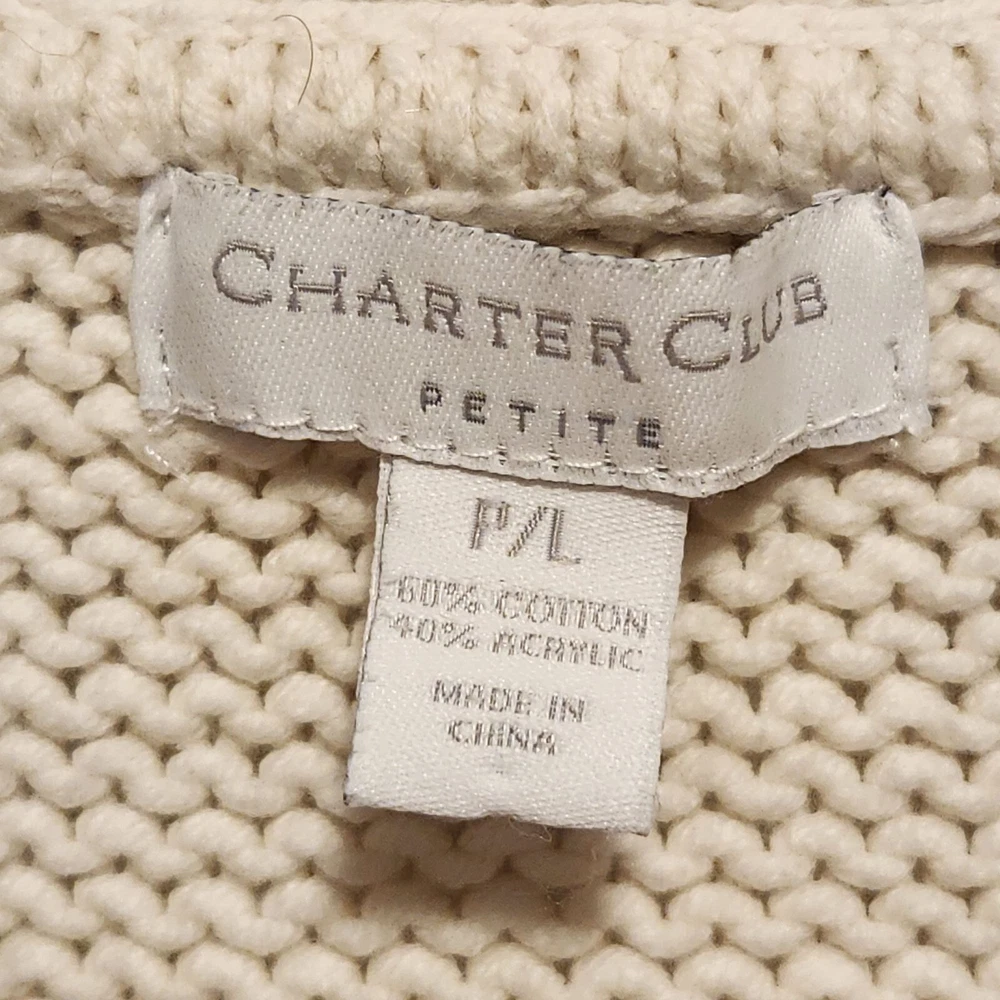 CHARTER CLUB
PETITE
P/L
60% COTTON
40% ACRYLIC
MADE IN
CHINA